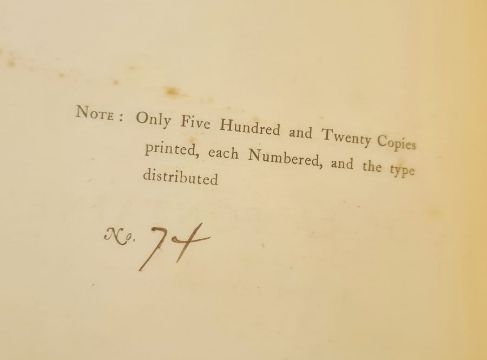 NOTE : Only Five Hundred and Twenty Copies
printed, each Numbered, and the type
distributed
No. 74